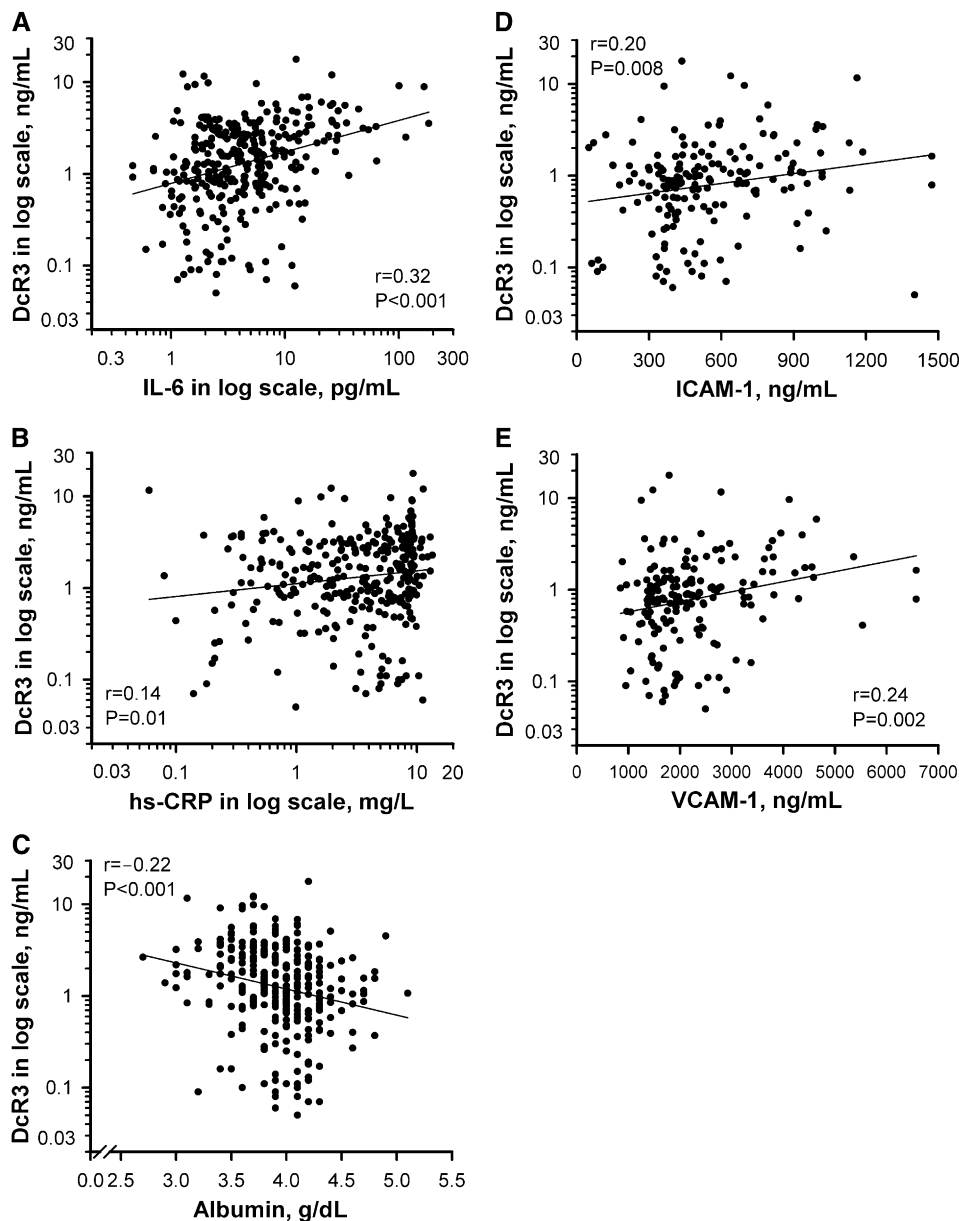 A
DcR3 in log scale, ng/mL
30
10
1
0.1
0.03
r=0.32
P<0.001
0.3 1 10 100 300
IL-6 in log scale, pg/mL
B
DcR3 in log scale, ng/mL
30
10
1
0.1
0.03
r=0.14
P=0.01
0.03 0.1 1 10 20
hs-CRP in log scale, mg/L
C
DcR3 in log scale, ng/mL
30
10
1
0.1
0.03
r=−0.22
P<0.001
0.0 2.5 3.0 3.5 4.0 4.5 5.0 5.5
Albumin, g/dL
D
DcR3 in log scale, ng/mL
30
10
1
0.1
0.03
r=0.20
P=0.008
0 300 600 900 1200 1500
ICAM-1, ng/mL
E
DcR3 in log scale, ng/mL
30
10
1
0.1
0.03
r=0.24
P=0.002
0 1000 2000 3000 4000 5000 6000 7000
VCAM-1, ng/mL